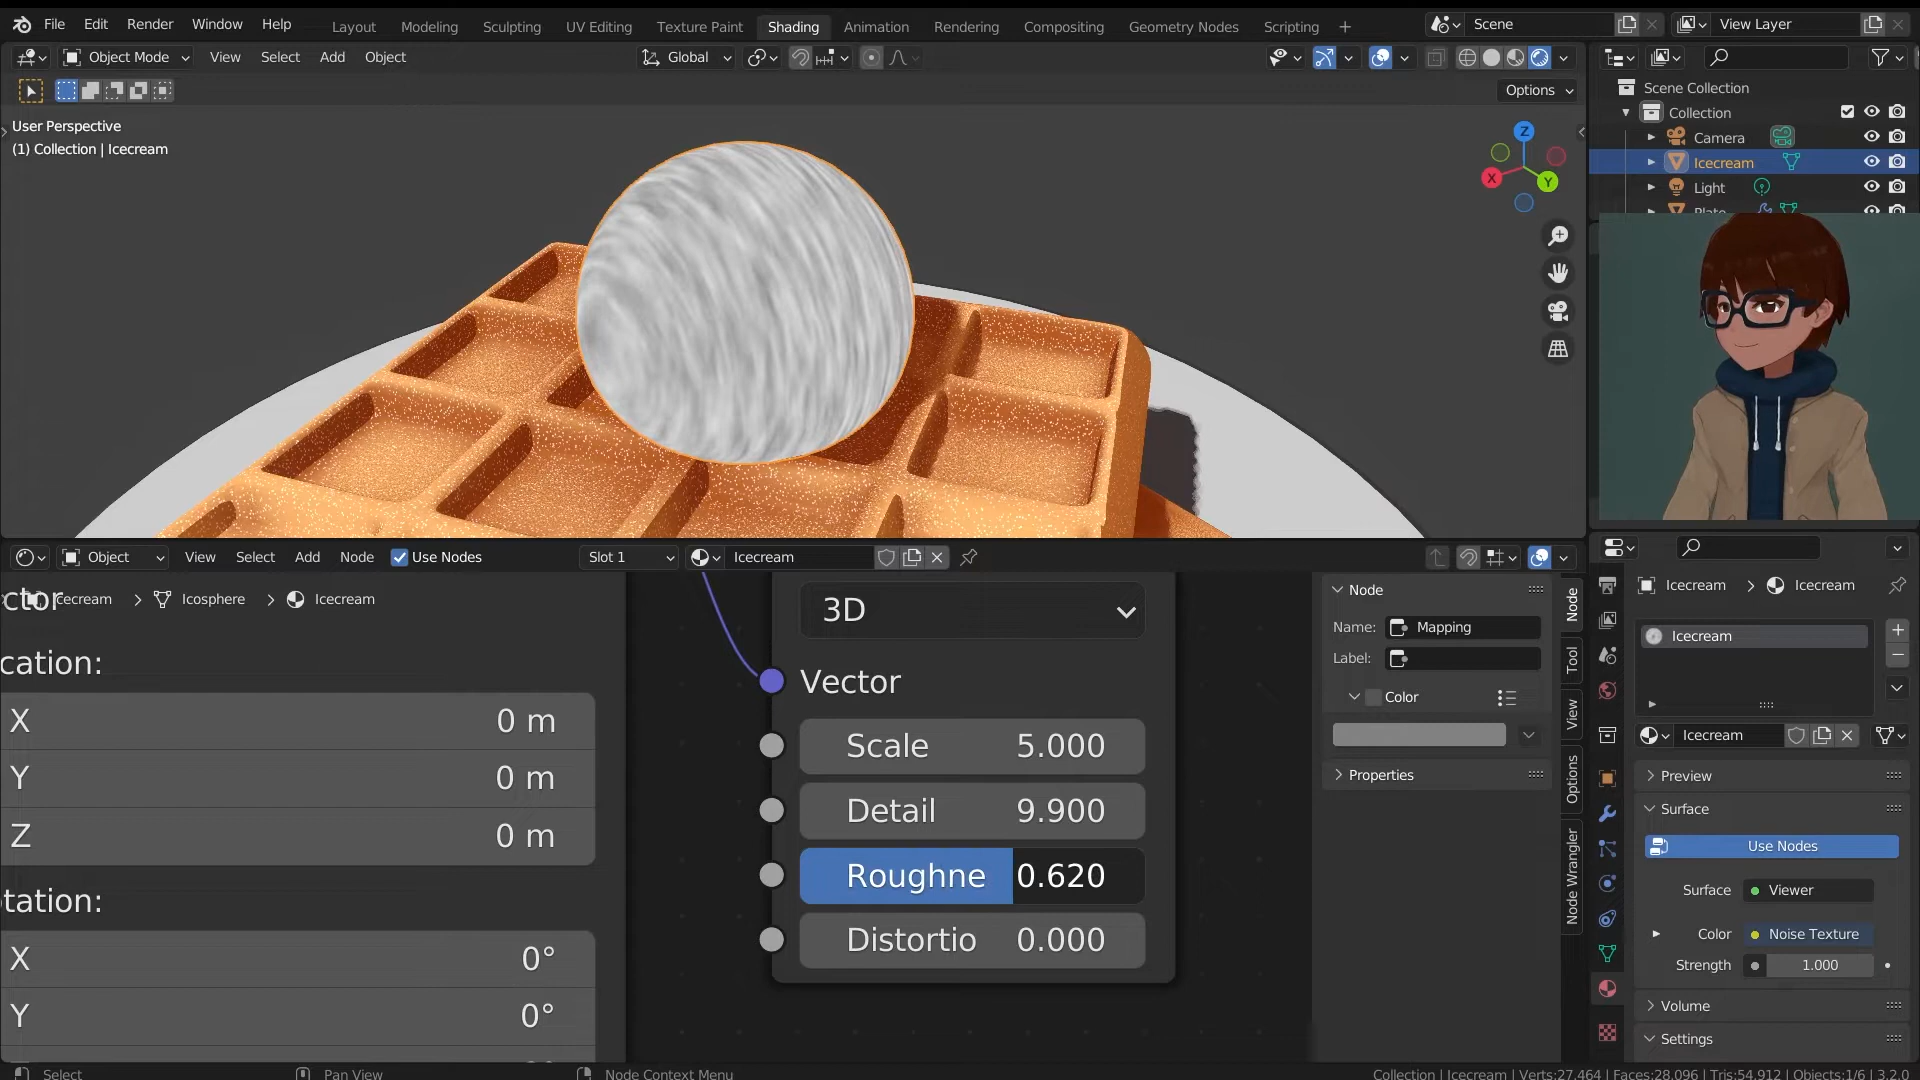 File Edit Render Window Help Layout Modeling Sculpting UV Editing Texture Paint Shading Animation Rendering Compositing Geometry Nodes Scripting + Scene View Layer
Object Mode View Select Add Object Global
Options
User Perspective
(1) Collection | Icecream
Z
X
Y
Scene Collection
Collection
Camera
Icecream
Light
Plate
Object View Select Add Node Use Nodes Slot 1 Icecream
ctor
cecream > Icosphere > Icecream
cation:
X 0 m
Y 0 m
Z 0 m
tation:
X 0°
Y 0°
3D
Vector
Scale 5.000
Detail 9.900
Roughne 0.620
Distortio 0.000
Node
Name: Mapping
Label:
Color
Properties
Node
Tool
View
Options
Node Wrangler
Icecream > Icecream
Icecream
Icecream
Preview
Surface
Use Nodes
Surface Viewer
Color Noise Texture
Strength 1.000
Volume
Settings
Select Pan View Node Context Menu Collection | Icecream | Verts:27,464 | Faces:28,096 | Tris:54,912 | Objects:1/6 | 3.2.0